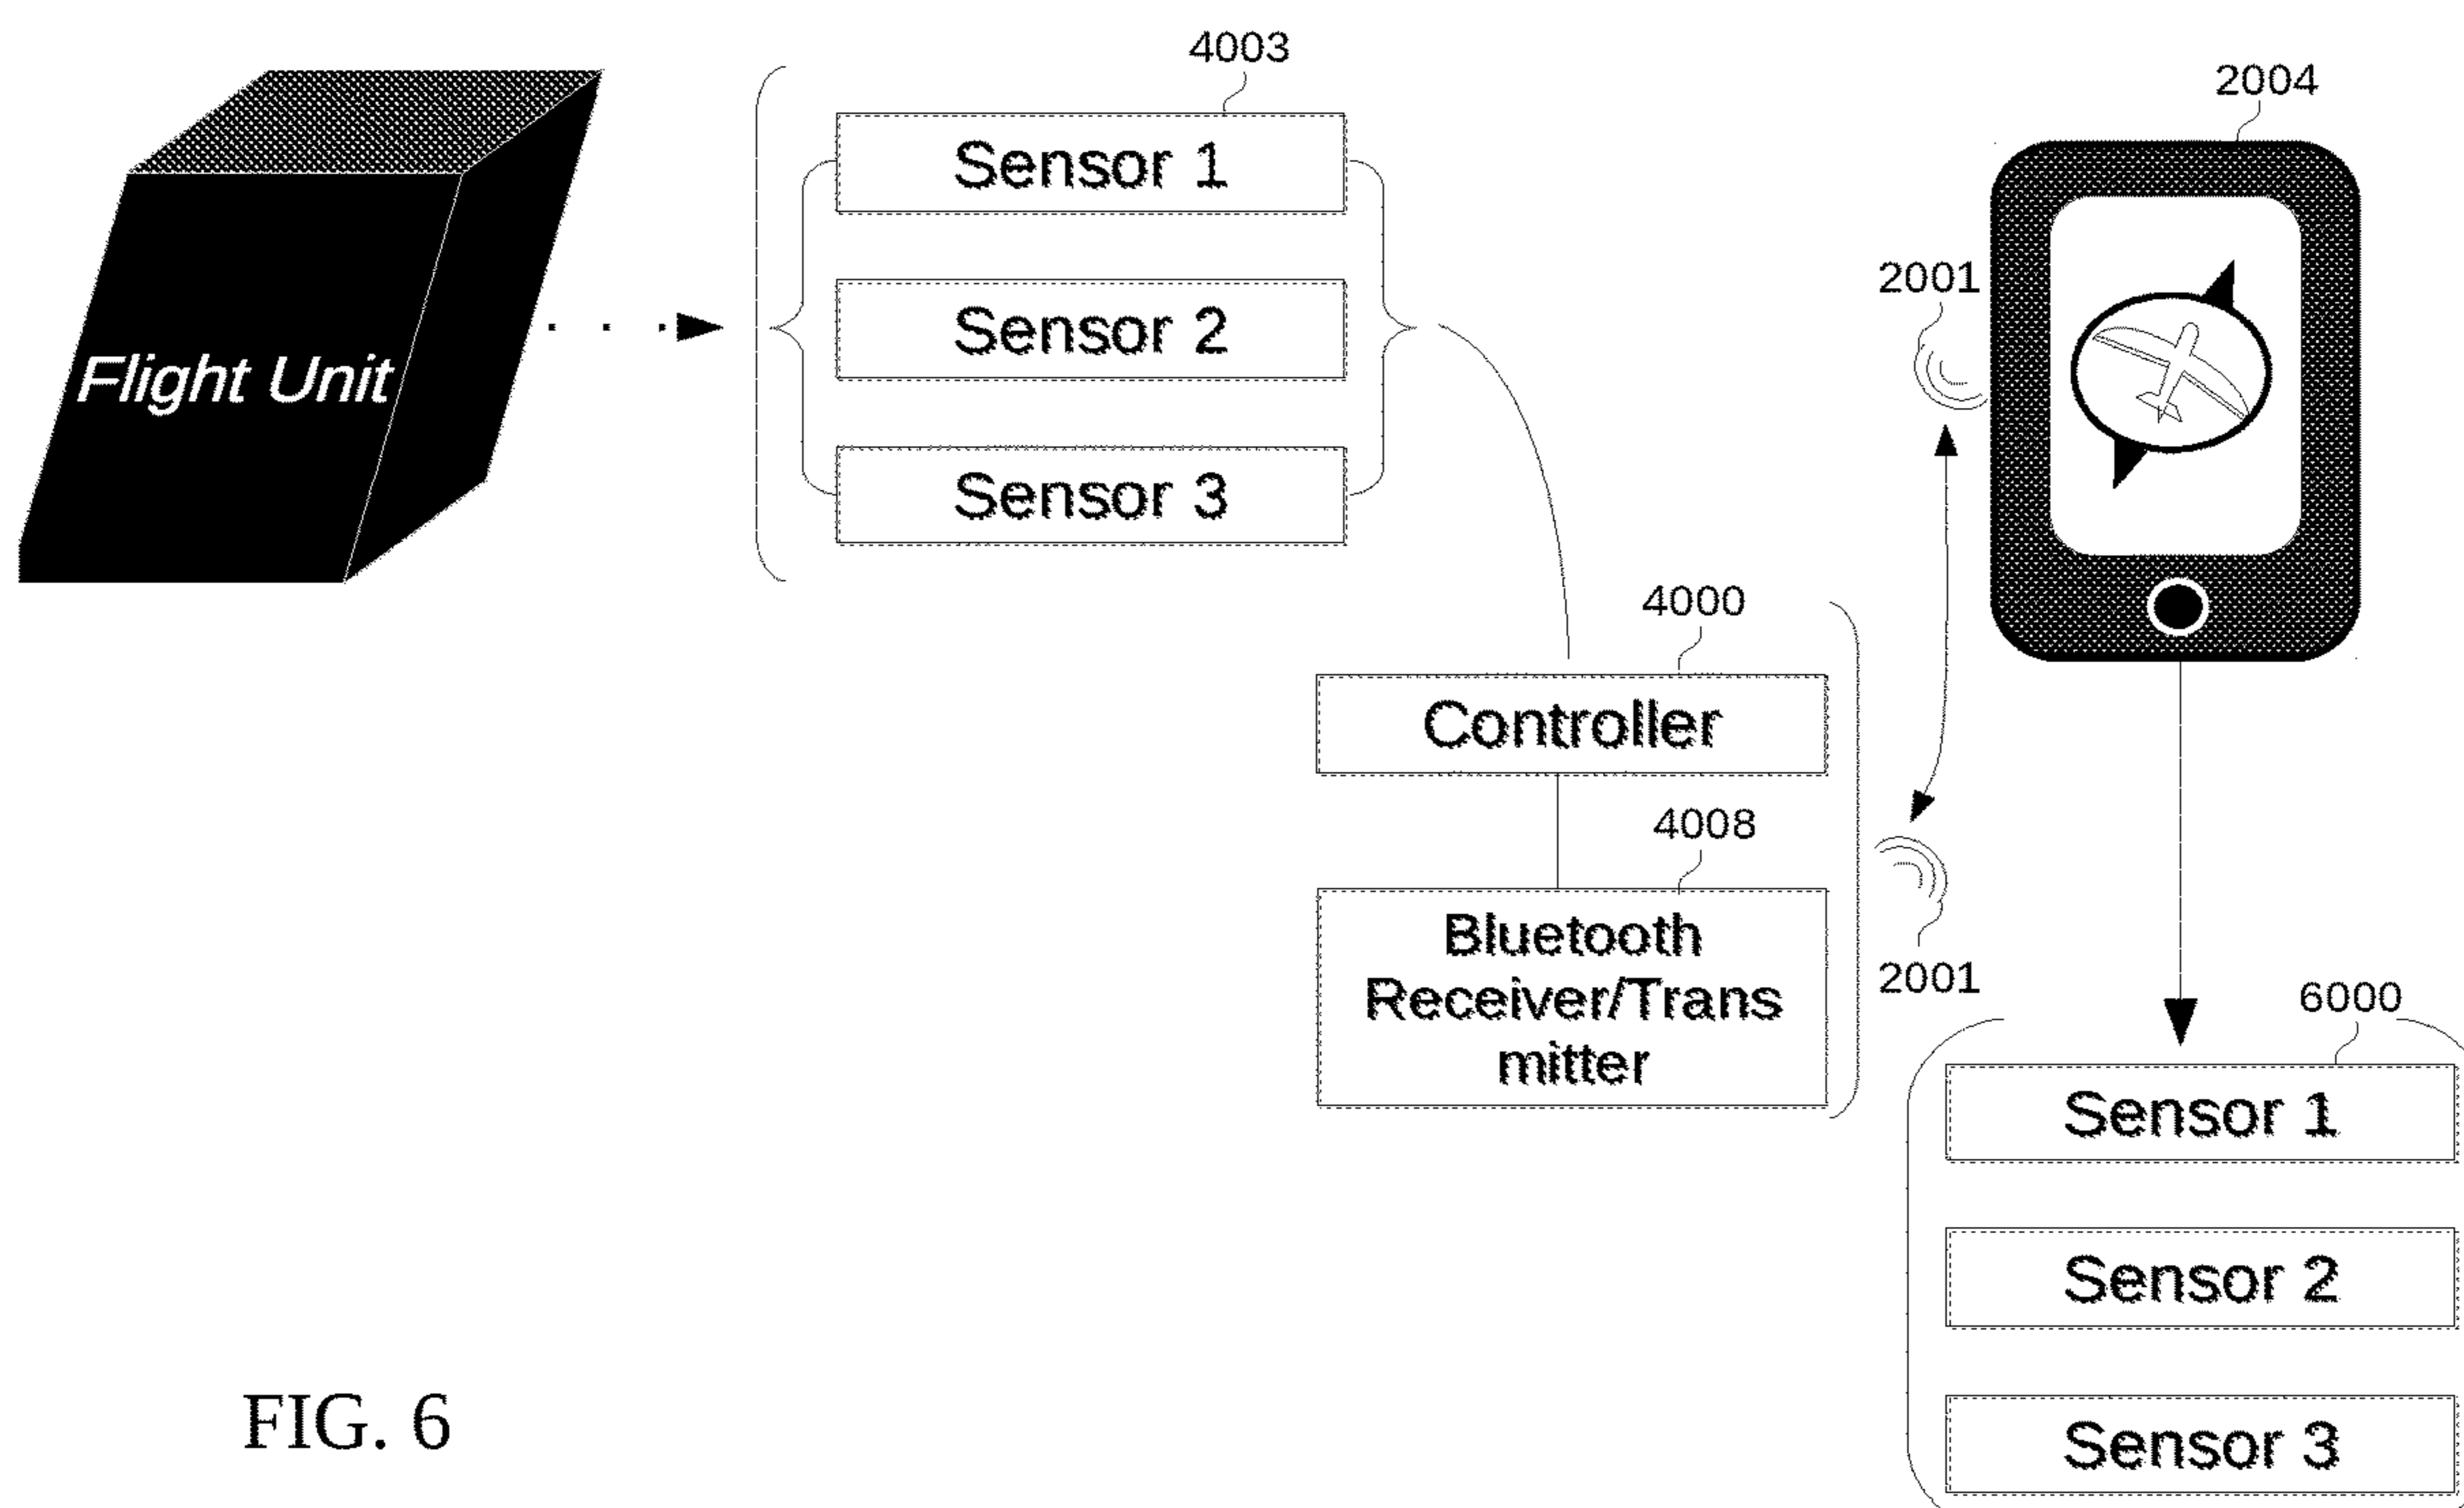 4003
2004
Sensor 1
2001
Sensor 2
Flight Unit
Sensor 3
4000
Controller
4008
Bluetooth
Receiver/Trans
mitter
2001
6000
Sensor 1
Sensor 2
Sensor 3
FIG. 6